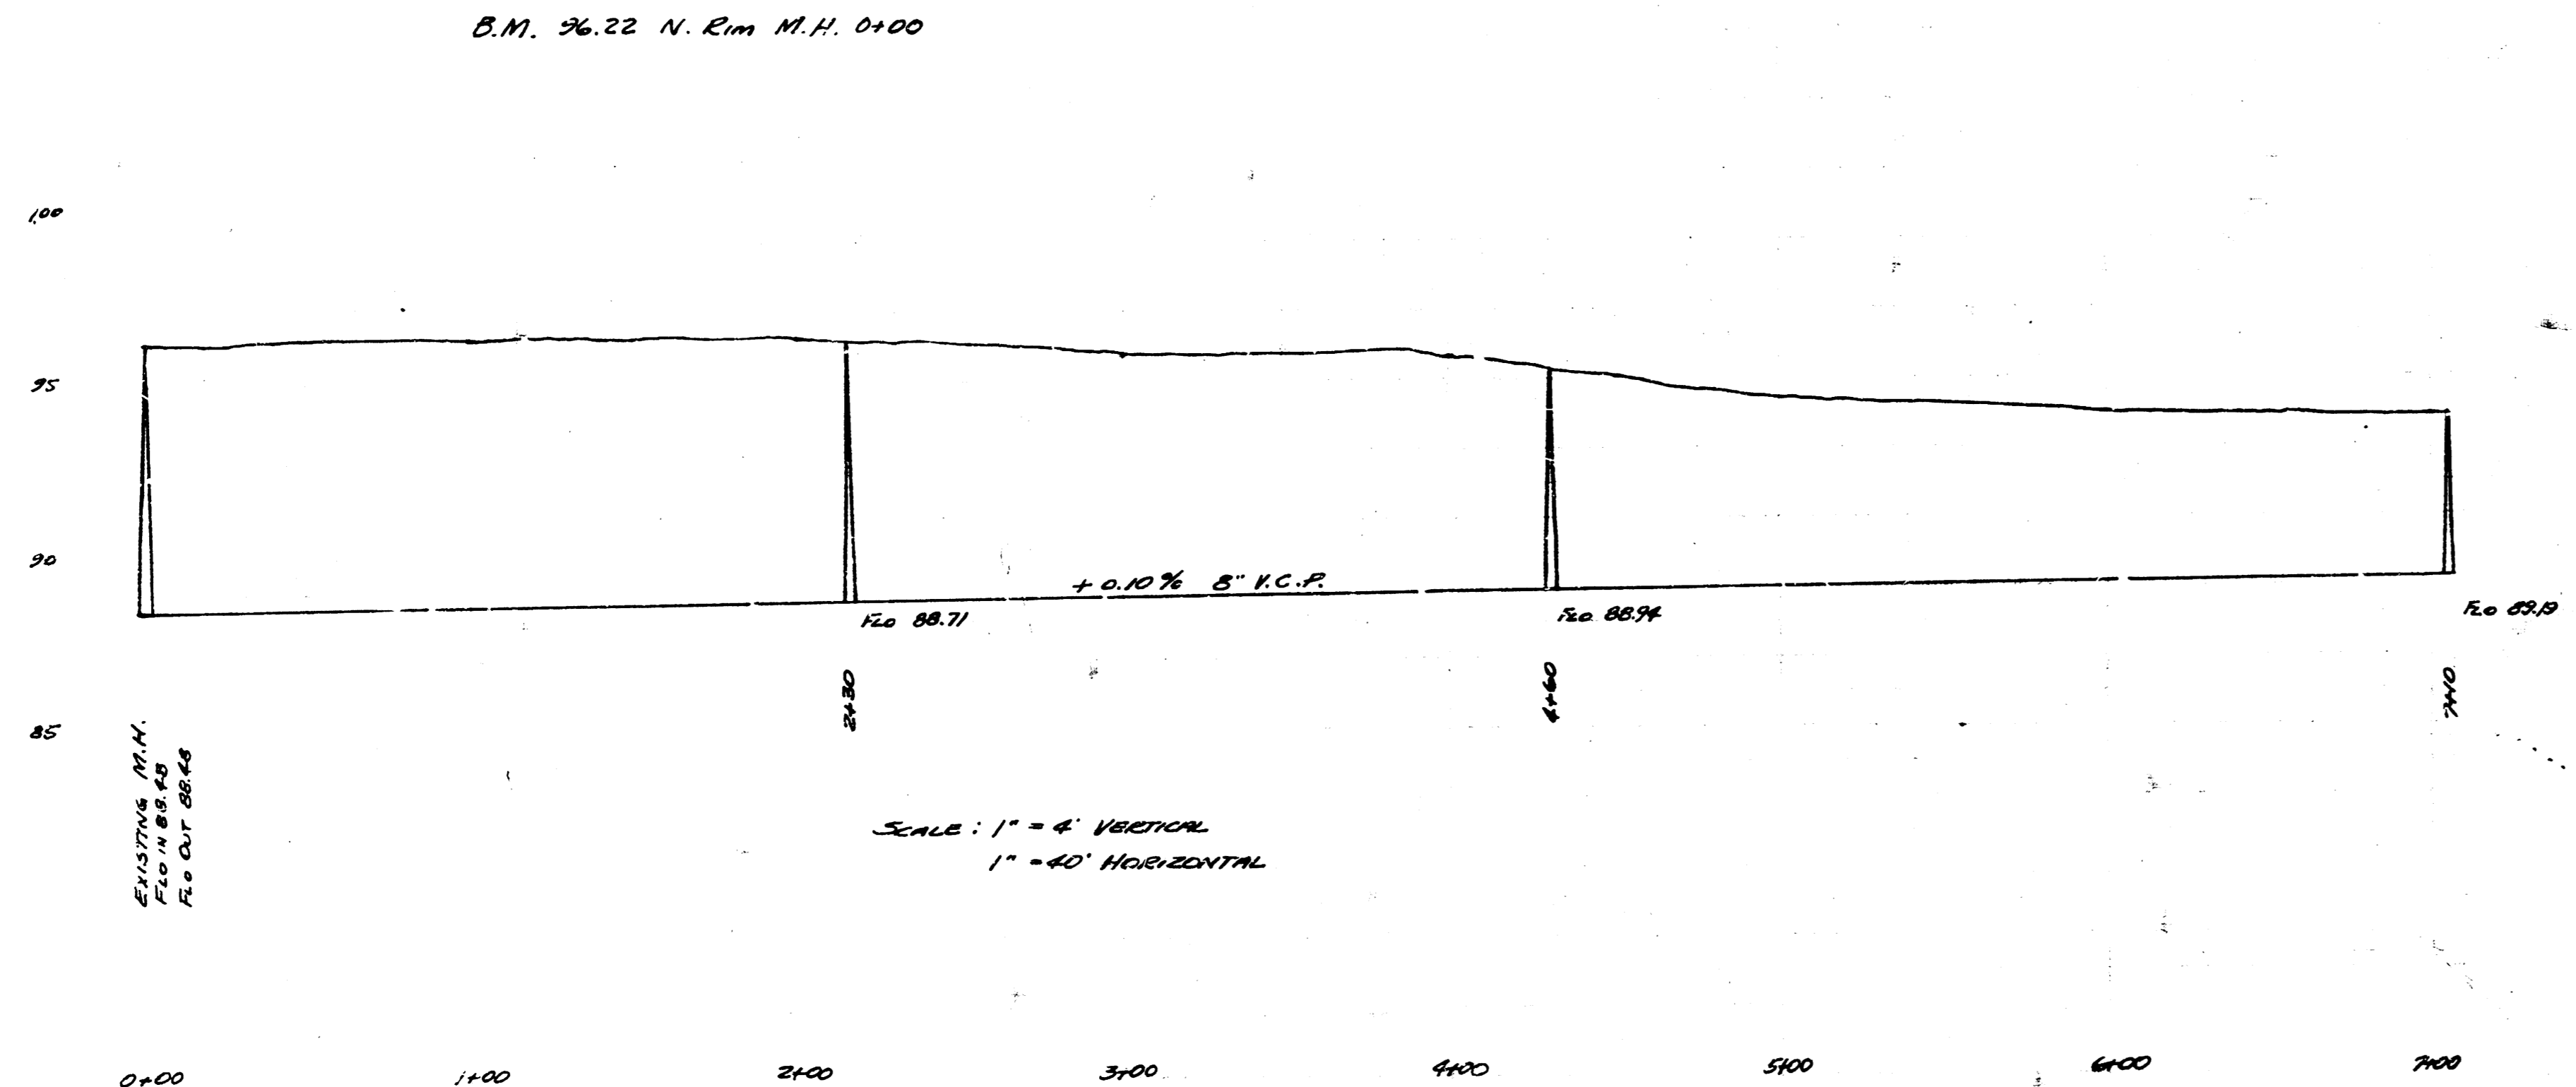 B.M. 96.22 N. Rim M.H. 0+00
100
95
90
85
+0.10% 8" V.C.P.
FLO 88.71
FLO 88.94
FLO 89.19
2+30
4+60
7+10
EXISTING M.H.
FLO IN 88.48
FLO OUT 88.48
SCALE: 1" = 4' VERTICAL
1" = 40' HORIZONTAL
0+00 1+00 2+00 3+00 4+00 5+00 6+00 7+00